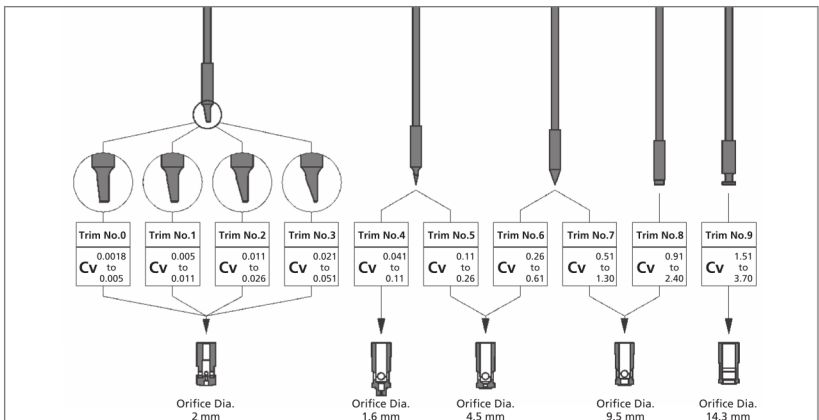 Trim No.0
Cv 0.0018 to 0.005
Trim No.1
Cv 0.005 to 0.011
Trim No.2
Cv 0.011 to 0.026
Trim No.3
Cv 0.021 to 0.051
Trim No.4
Cv 0.041 to 0.11
Trim No.5
Cv 0.11 to 0.26
Trim No.6
Cv 0.26 to 0.61
Trim No.7
Cv 0.51 to 1.30
Trim No.8
Cv 0.91 to 2.40
Trim No.9
Cv 1.51 to 3.70
Orifice Dia.
2 mm
Orifice Dia.
1.6 mm
Orifice Dia.
4.5 mm
Orifice Dia.
9.5 mm
Orifice Dia.
14.3 mm